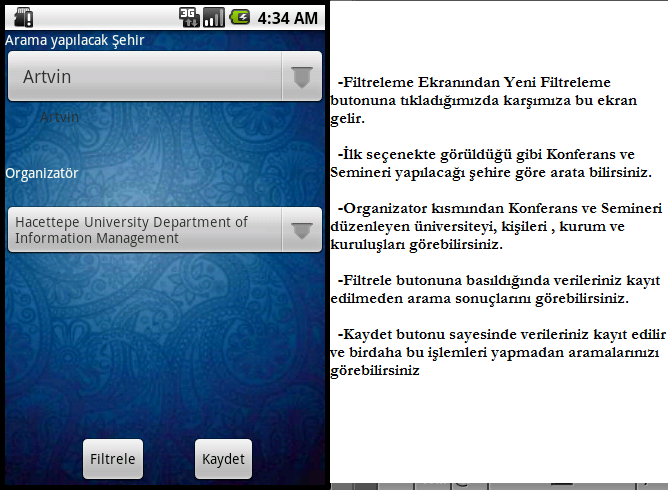 3G
4:34 AM
Arama yapılacak Şehir
Artvin
Artvin
Organizatör
Hacettepe University Department of
Information Management
Filtrele
Kaydet
-Filtreleme Ekranından Yeni Filtreleme
butonuna tıkladığımızda karşımıza bu ekran
gelir.
-İlk seçenekte görüldüğü gibi Konferans ve
Semineri yapılacağı şehire göre arata bilirsiniz.
-Organizator kısmından Konferans ve Semineri
düzenleyen üniversiteyi, kişileri , kurum ve
kuruluşları görebilirsiniz.
-Filtrele butonuna basıldığında verileriniz kayıt
edilmeden arama sonuçlarını görebilirsiniz.
-Kaydet butonu sayesinde verileriniz kayıt edilir
ve birdaha bu işlemleri yapmadan aramalarınızı
görebilirsiniz